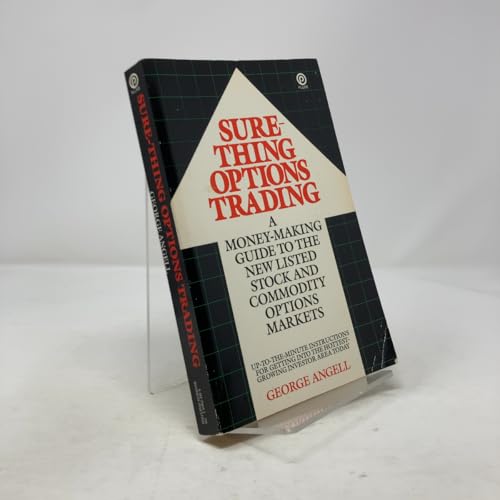 SURE-
THING
OPTIONS
TRADING
A
MONEY-MAKING
GUIDE TO THE
NEW LISTED
STOCK AND
COMMODITY
OPTIONS
MARKETS
UP-TO-THE-MINUTE INSTRUCTIONS
FOR GETTING INTO THE HOTTEST-
GROWING INVESTOR AREA TODAY
GEORGE ANGELL
PLUME
SURE-THING OPTIONS TRADING
GEORGE ANGELL